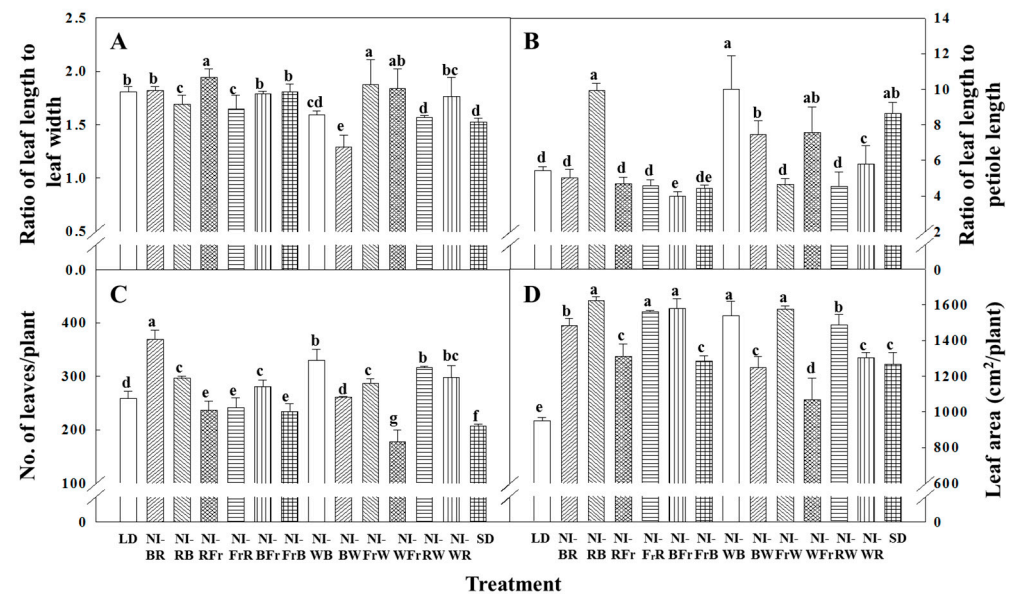 2.5
2.0
1.5
1.0
0.5
0.0
Ratio of leaf length to
leaf width
A
b b c a b b b cd e a a d bc d
14
12
10
8
6
4
2
0
Ratio of leaf length to
petiole length
B
d d a d d e de a b d ab d c ab
400
300
200
100
0
No. of leaves/plant
C
d a c e e c e b d c g b bc f
1600
1400
1200
1000
800
600
0
Leaf area (cm2/plant)
D
e b a c a a c a c a d b c c
LD NI- NI- NI- NI- NI- NI- NI- NI- NI- NI- NI- NI- SD
BR RB RFr FrR BFr FrB WB BW FrW WFr RW WR
LD NI- NI- NI- NI- NI- NI- NI- NI- NI- NI- NI- NI- SD
BR RB RFr FrR BFr FrB WB BW FrW WFr RW WR
Treatment